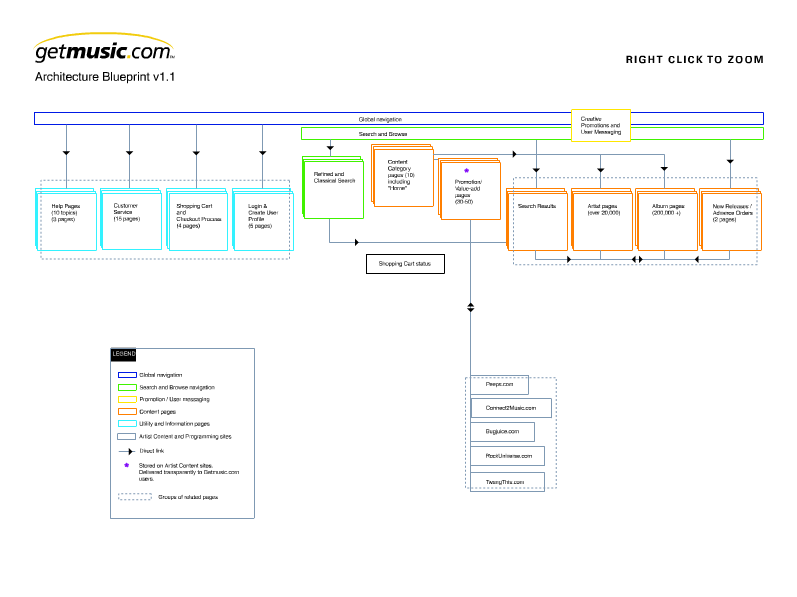 getmusic.com
Architecture Blueprint v1.1
RIGHT CLICK TO ZOOM
Global navigation
Search and Browse
Creative
Promotions and
User Messaging
Help Pages
(10 topics)
(3 pages)
Customer
Service
(15 pages)
Shopping Cart
and
Checkout Process
(4 pages)
Login &
Create User
Profile
(5 pages)
Refined and
Classical Search
Content
Category
pages (10)
including
"Home"
Promotion/
Value-add
pages
(30-50)
Search Results
Artist pages
(over 20,000)
Album pages
(200,000 +)
New Releases /
Advance Orders
(2 pages)
Shopping Cart status
LEGEND
Global navigation
Search and Browse navigation
Promotion / User messaging
Content pages
Utility and Information pages
Artist Content and Programming sites
Direct link
Stored on Artist Content sites.
Delivered transparently to Getmusic.com
users.
Groups of related pages
Peeps.com
Connect2Music.com
Bugjuice.com
RockUniverse.com
TwangThis.com